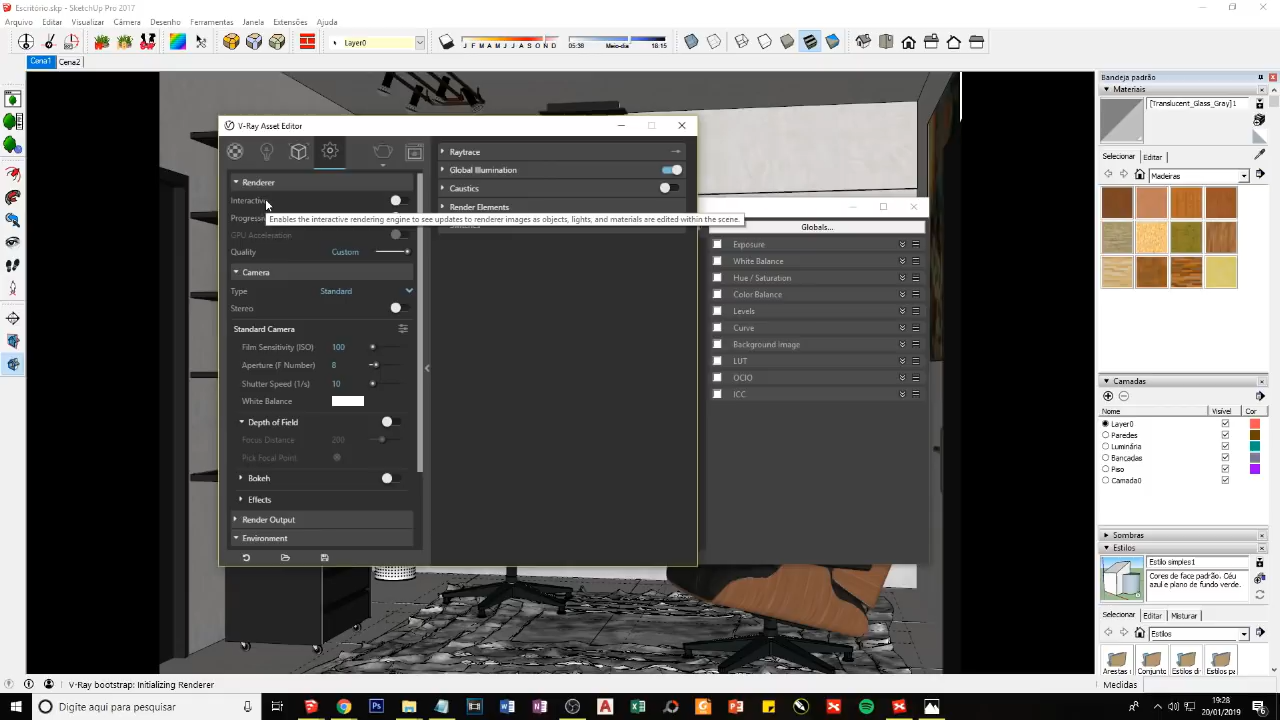 Escritório.skp - SketchUp Pro 2017
Arquivo Editar Visualizar Câmera Desenho Ferramentas Janela Extensões Ajuda
Layer0
J F M A M J J A S O N D
05:38 Meio-dia 18:15
Cena1 Cena2
V-Ray Asset Editor
Renderer
Interactive
Enables the interactive rendering engine to see updates to renderer images as objects, lights, and materials are edited within the scene.
Progressi
GPU Acceleration
Quality Custom
Camera
Type Standard
Stereo
Standard Camera
Film Sensitivity (ISO) 100
Aperture (F Number) 8
Shutter Speed (1/s) 10
White Balance
Depth of Field
Focus Distance 200
Pick Focal Point
Bokeh
Effects
Render Output
Environment
Raytrace
Global Illumination
Caustics
Render Elements
Switches
Globals...
Exposure
White Balance
Hue / Saturation
Color Balance
Levels
Curve
Background Image
LUT
OCIO
ICC
Bandeja padrão
Materiais
[Translucent_Glass_Gray]1
Selecionar Editar
Madeiras
Camadas
Nome Visível Cor
Layer0
Paredes
Luminária
Bancadas
Piso
Camada0
Sombras
Estilos
Estilo simples1
Cores de face padrão. Céu
azul e plano de fundo verde.
Selecionar Editar Misturar
Estilos
Arestas Conjunto Estilos d Estilos p
Medidas
V-Ray bootstrap: Initializing Renderer
Digite aqui para pesquisar
19:28
20/01/2019